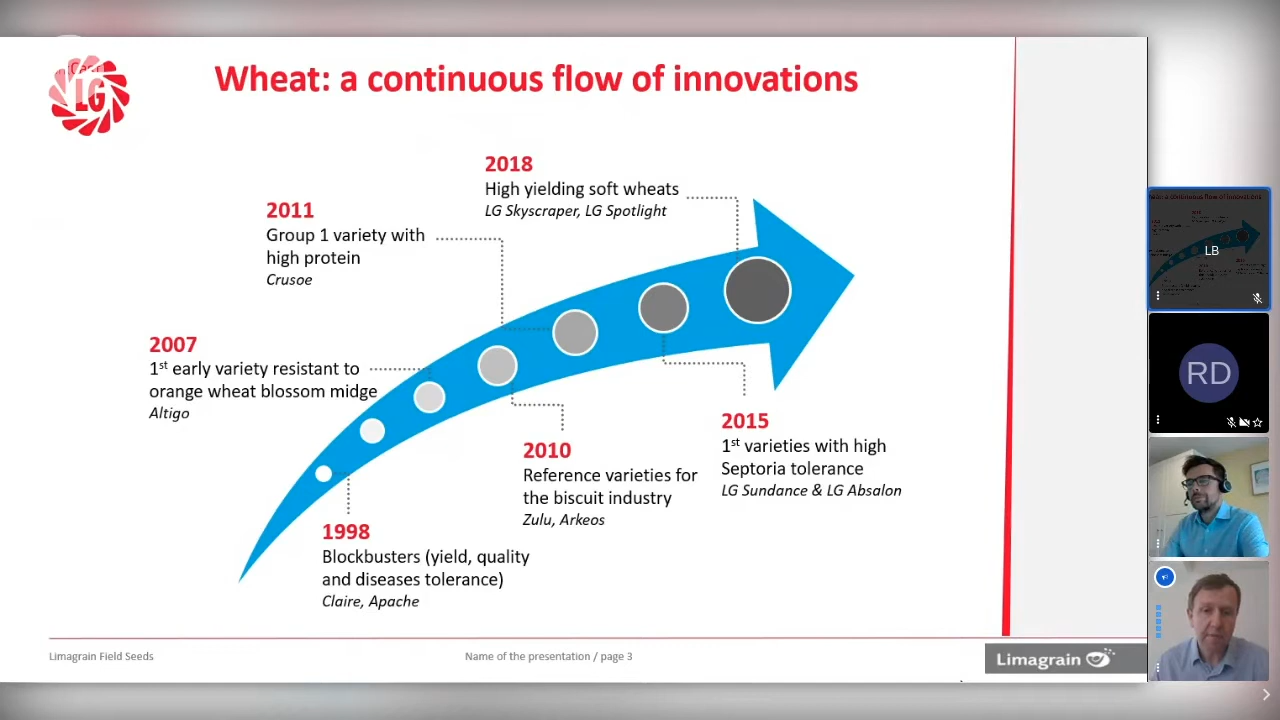 LG
Wheat: a continuous flow of innovations
2018
High yielding soft wheats
LG Skyscraper, LG Spotlight
2011
Group 1 variety with
high protein
Crusoe
2007
1st early variety resistant to
orange wheat blossom midge
Altigo
2015
1st varieties with high
Septoria tolerance
LG Sundance & LG Absalon
2010
Reference varieties for
the biscuit industry
Zulu, Arkeos
1998
Blockbusters (yield, quality
and diseases tolerance)
Claire, Apache
Limagrain Field Seeds
Name of the presentation / page 3
Limagrain
LB
RD